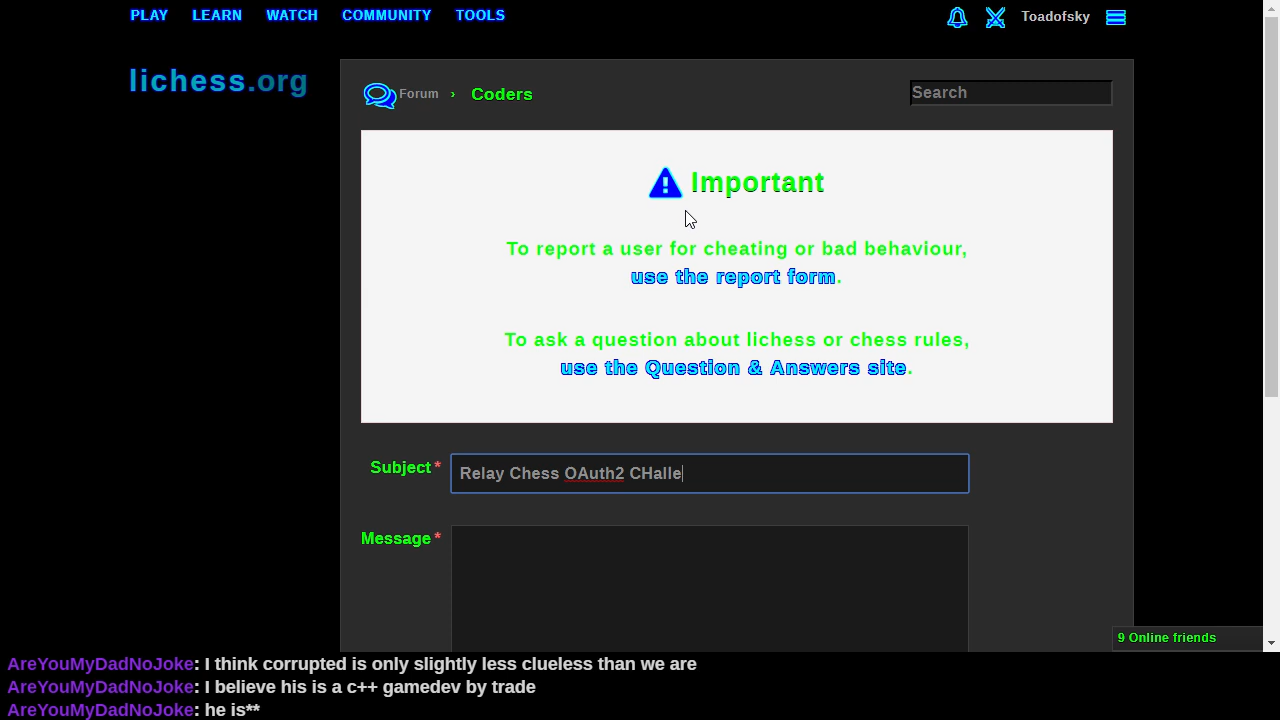 PLAY LEARN WATCH COMMUNITY TOOLS Toadofsky
lichess.org
Forum › Coders Search
Important
To report a user for cheating or bad behaviour,
use the report form.
To ask a question about lichess or chess rules,
use the Question & Answers site.
Subject* Relay Chess OAuth2 CHalle
Message*
9 Online friends
AreYouMyDadNoJoke: I think corrupted is only slightly less clueless than we are
AreYouMyDadNoJoke: I believe his is a c++ gamedev by trade
AreYouMyDadNoJoke: he is**